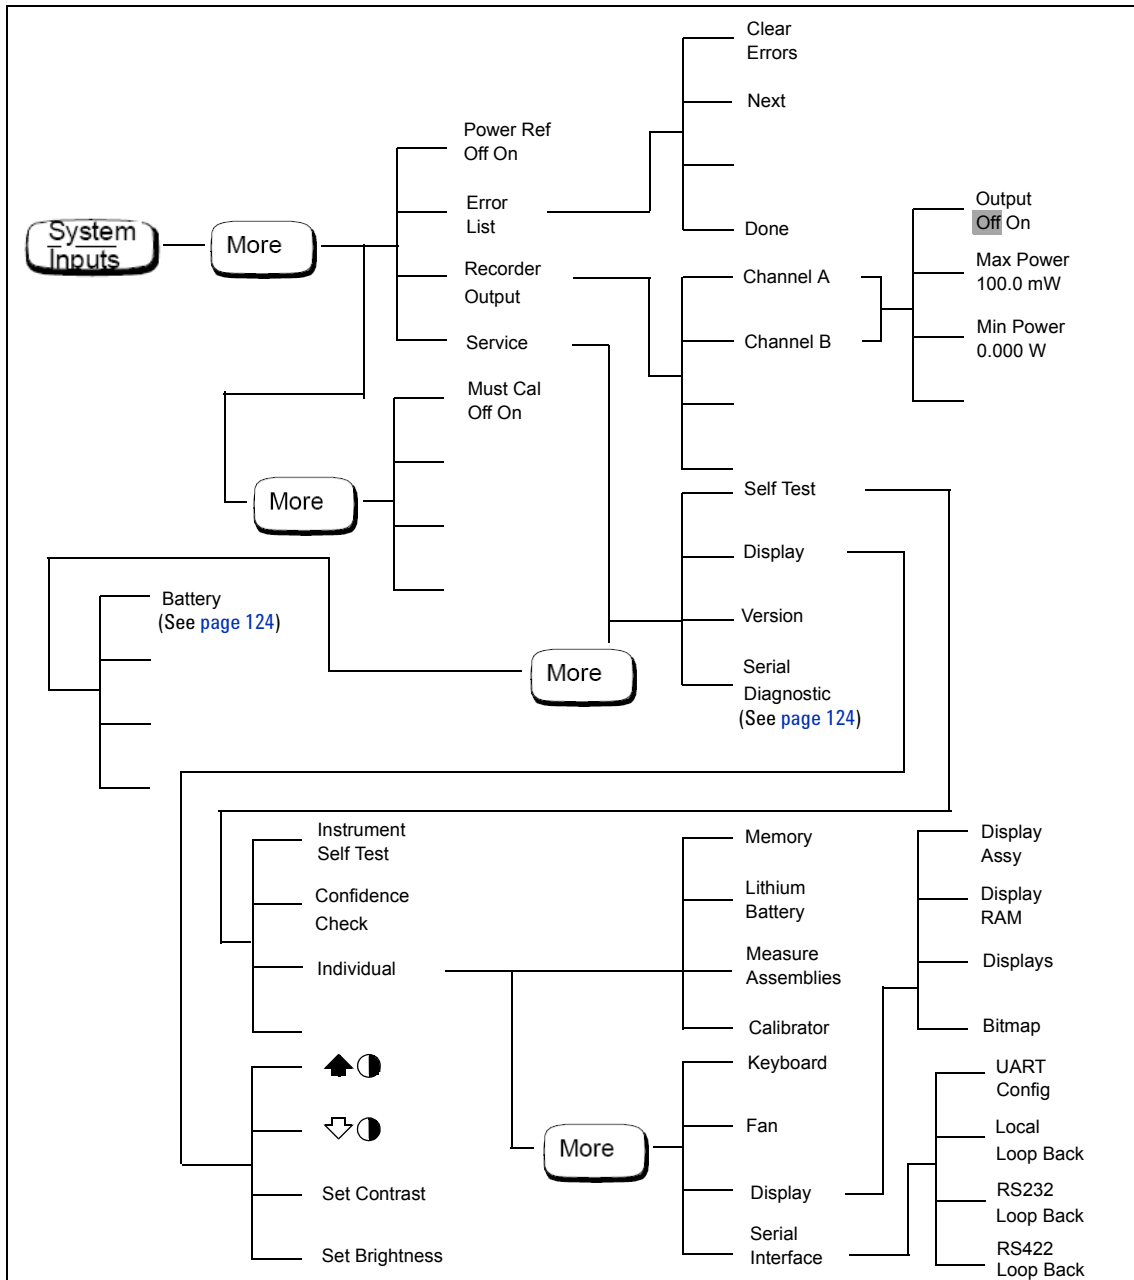 Clear
Errors
Next
Done
Power Ref
Off On
Error
List
Recorder
Output
Service
System
Inputs
More
Channel A
Channel B
Output
Off On
Max Power
100.0 mW
Min Power
0.000 W
Must Cal
Off On
More
Self Test
Display
Version
Serial
Diagnostic
(See page 124)
Battery
(See page 124)
More
Instrument
Self Test
Confidence
Check
Individual
Memory
Lithium
Battery
Measure
Assemblies
Calibrator
Display
Assy
Display
RAM
Displays
Bitmap
Set Contrast
Set Brightness
More
Keyboard
Fan
Display
Serial
Interface
UART
Config
Local
Loop Back
RS232
Loop Back
RS422
Loop Back